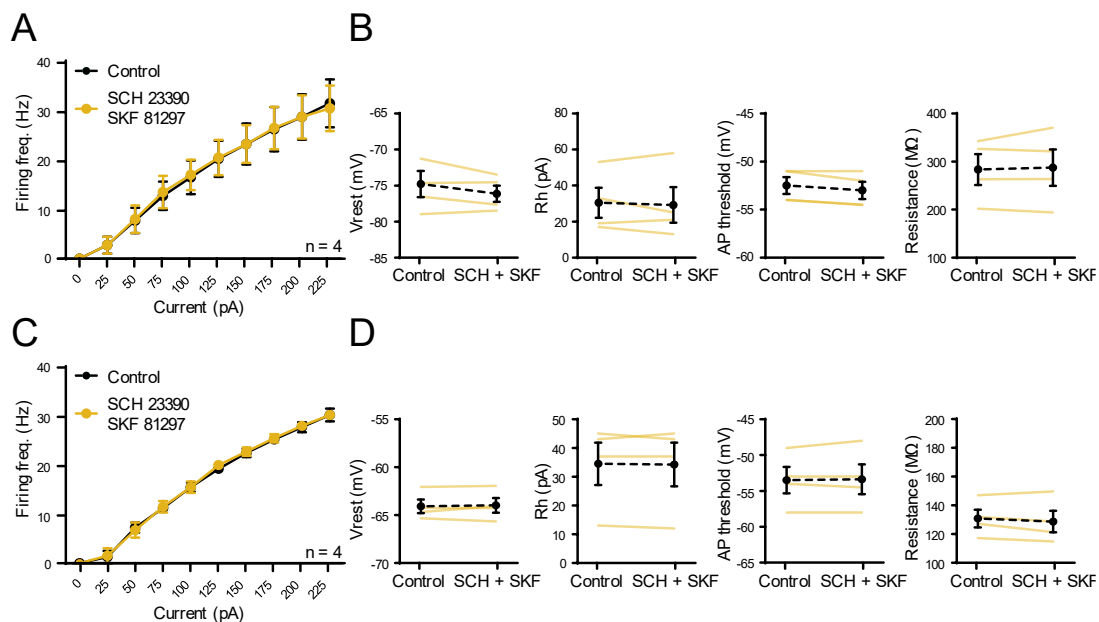 A
Firing freq. (Hz)
40
30
20
10
0
Control
SCH 23390
SKF 81297
n = 4
0 25 50 75 100 125 150 175 200 225
Current (pA)
B
Vrest (mV)
-65
-70
-75
-80
-85
Control SCH + SKF
Rh (pA)
80
60
40
20
0
Control SCH + SKF
AP threshold (mV)
-45
-50
-55
-60
Control SCH + SKF
Resistance (MΩ)
400
300
200
100
Control SCH + SKF
C
Firing freq. (Hz)
40
30
20
10
0
Control
SCH 23390
SKF 81297
n = 4
0 25 50 75 100 125 150 175 200 225
Current (pA)
D
Vrest (mV)
-55
-60
-65
-70
Control SCH + SKF
Rh (pA)
50
40
30
20
10
0
Control SCH + SKF
AP threshold (mV)
-45
-50
-55
-60
-65
Control SCH + SKF
Resistance (MΩ)
200
180
160
140
120
100
Control SCH + SKF